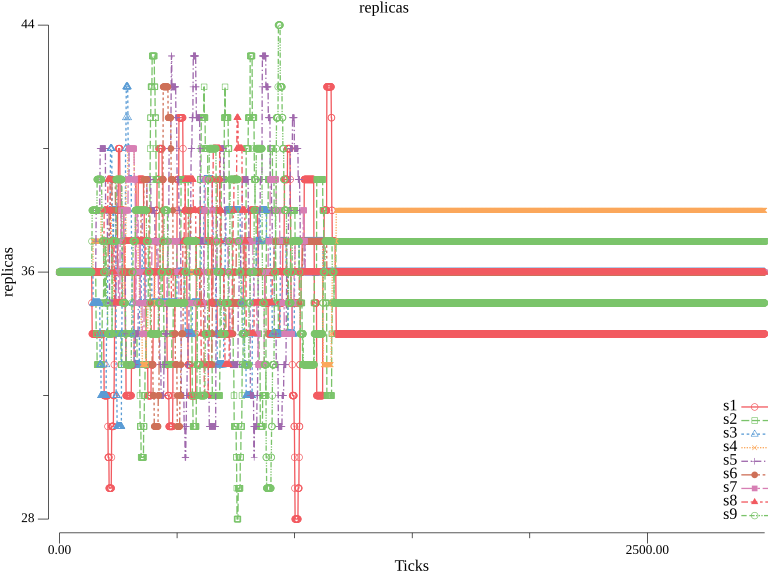 replicas
44
36
28
replicas
0.00
2500.00
Ticks
s1
s2
s3
s4
s5
s6
s7
s8
s9